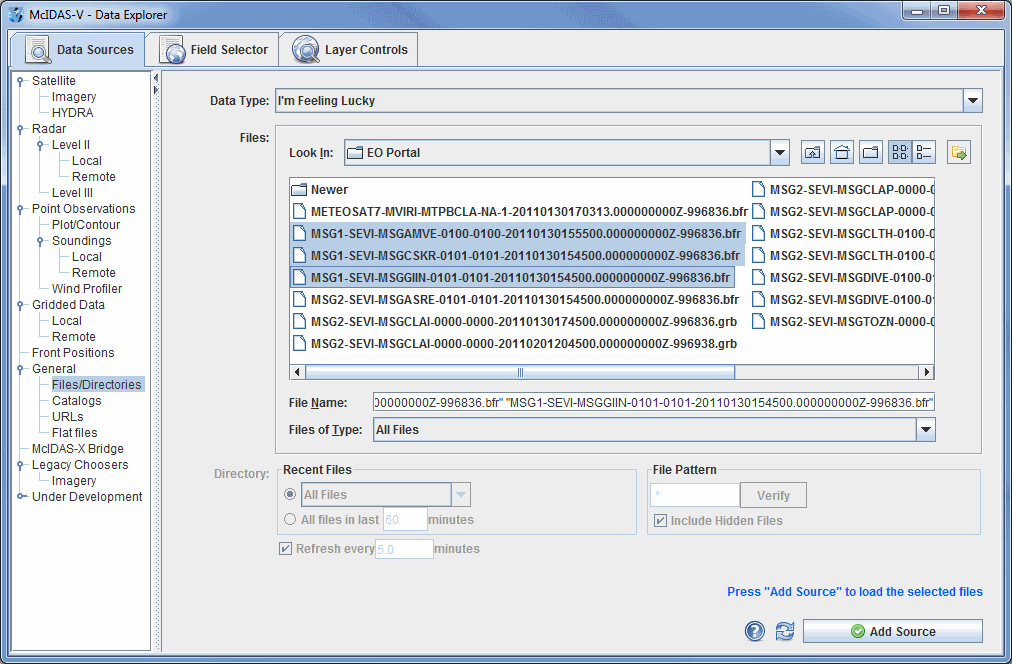 McIDAS-V - Data Explorer
Data Sources
Field Selector
Layer Controls
Satellite
Imagery
HYDRA
Radar
Level II
Local
Remote
Level III
Point Observations
Plot/Contour
Soundings
Local
Remote
Wind Profiler
Gridded Data
Local
Remote
Front Positions
General
Files/Directories
Catalogs
URLs
Flat files
McIDAS-X Bridge
Legacy Choosers
Imagery
Under Development
Data Type: I'm Feeling Lucky
Files:
Look In: EO Portal
Newer
METEOSAT7-MVIRI-MTPBCLA-NA-1-20110130170313.000000000Z-996836.bfr
MSG1-SEVI-MSGAMVE-0100-0100-20110130155500.000000000Z-996836.bfr
MSG1-SEVI-MSGCSKR-0101-0101-20110130154500.000000000Z-996836.bfr
MSG1-SEVI-MSGGIIN-0101-0101-20110130154500.000000000Z-996836.bfr
MSG2-SEVI-MSGASRE-0101-0101-20110130154500.000000000Z-996836.bfr
MSG2-SEVI-MSGCLAI-0000-0000-20110130174500.000000000Z-996836.grb
MSG2-SEVI-MSGCLAI-0000-0000-20110201204500.000000000Z-996938.grb
MSG2-SEVI-MSGCLAP-0000-0
MSG2-SEVI-MSGCLAP-0000-0
MSG2-SEVI-MSGCLTH-0100-0
MSG2-SEVI-MSGCLTH-0100-0
MSG2-SEVI-MSGDIVE-0100-01
MSG2-SEVI-MSGDIVE-0100-01
MSG2-SEVI-MSGTOZN-0000-0
File Name: 00000000Z-996836.bfr" "MSG1-SEVI-MSGGIIN-0101-0101-20110130154500.000000000Z-996836.bfr"
Files of Type: All Files
Directory:
Recent Files
All Files
All files in last 60 minutes
Refresh every 5.0 minutes
File Pattern
.* Verify
Include Hidden Files
Press "Add Source" to load the selected files
Add Source